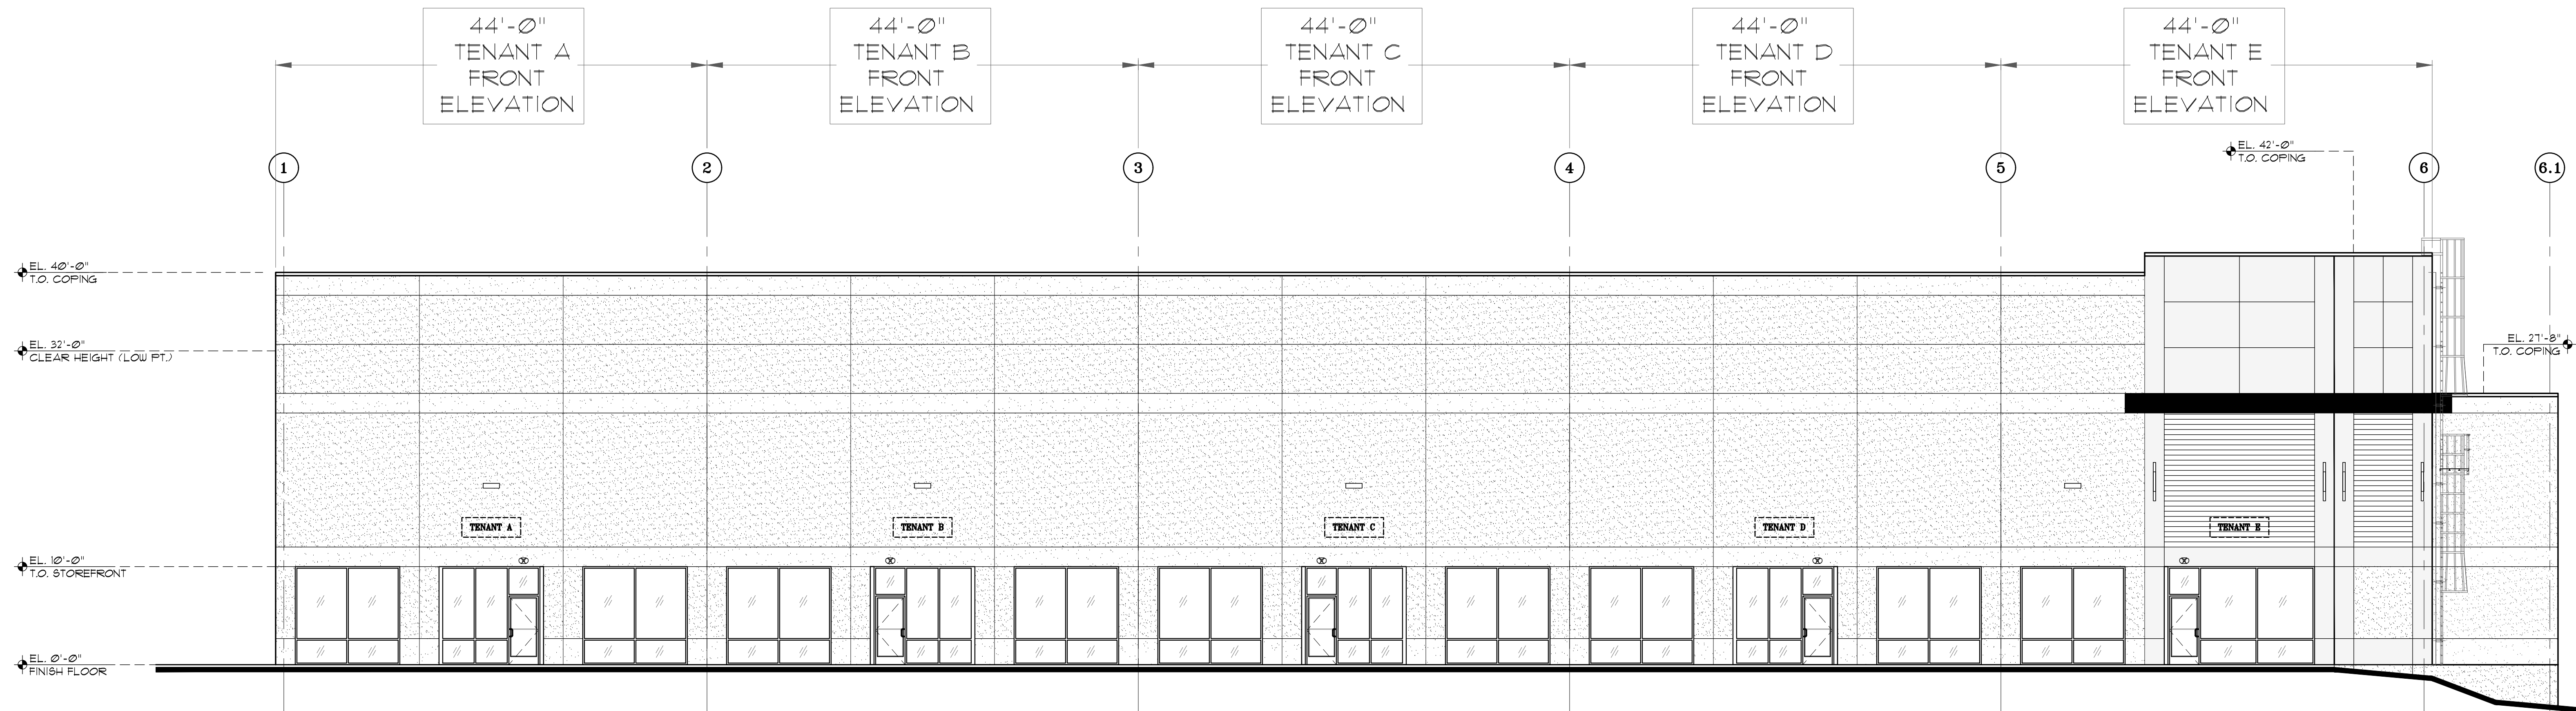 44'-0"
TENANT A
FRONT
ELEVATION
44'-0"
TENANT B
FRONT
ELEVATION
44'-0"
TENANT C
FRONT
ELEVATION
44'-0"
TENANT D
FRONT
ELEVATION
44'-0"
TENANT E
FRONT
ELEVATION
EL. 42'-0"
T.O. COPING
1
2
3
4
5
6
6.1
EL. 40'-0"
T.O. COPING
EL. 32'-0"
CLEAR HEIGHT (LOW PT.)
EL. 27'-8"
T.O. COPING
TENANT A
TENANT B
TENANT C
TENANT D
TENANT E
EL. 10'-0"
T.O. STOREFRONT
EL. 0'-0"
FINISH FLOOR